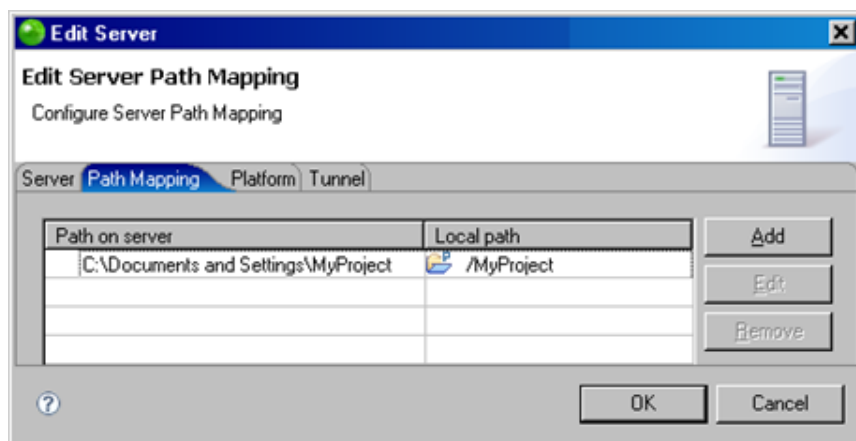 Edit Server
Edit Server Path Mapping
Configure Server Path Mapping
Server Path Mapping Platform Tunnel
Path on server Local path Add
C:\Documents and Settings\MyProject /MyProject
Edit
Remove
? OK Cancel